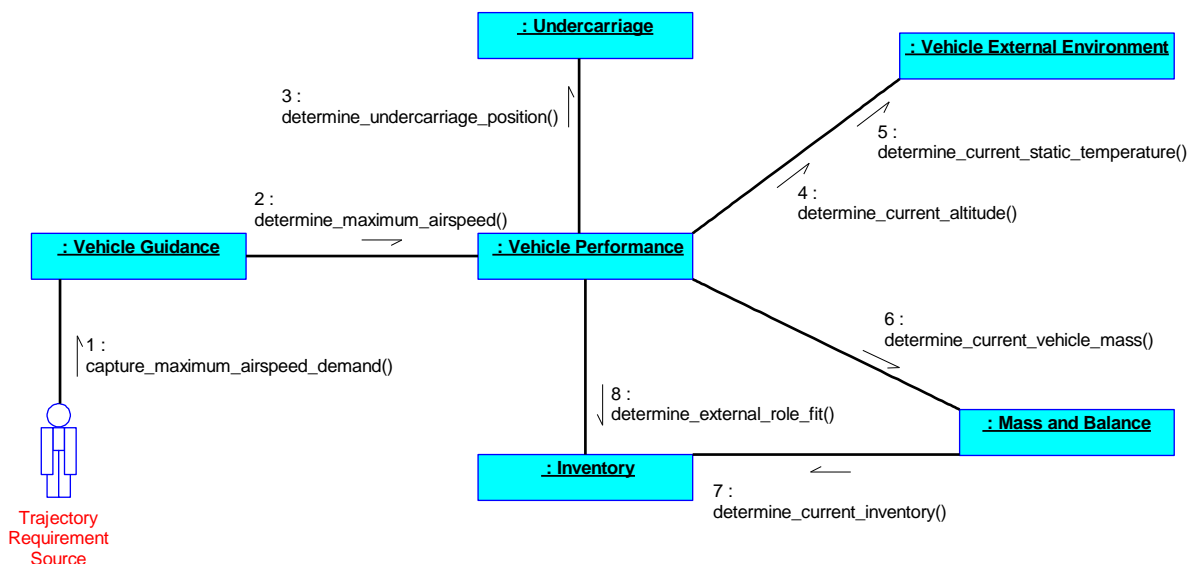 : Undercarriage
: Vehicle External Environment
3 :
determine_undercarriage_position()
5 :
determine_current_static_temperature()
4 :
determine_current_altitude()
2 :
determine_maximum_airspeed()
: Vehicle Guidance
: Vehicle Performance
1 :
capture_maximum_airspeed_demand()
6 :
determine_current_vehicle_mass()
8 :
determine_external_role_fit()
: Mass and Balance
: Inventory
7 :
determine_current_inventory()
Trajectory
Requirement
Source